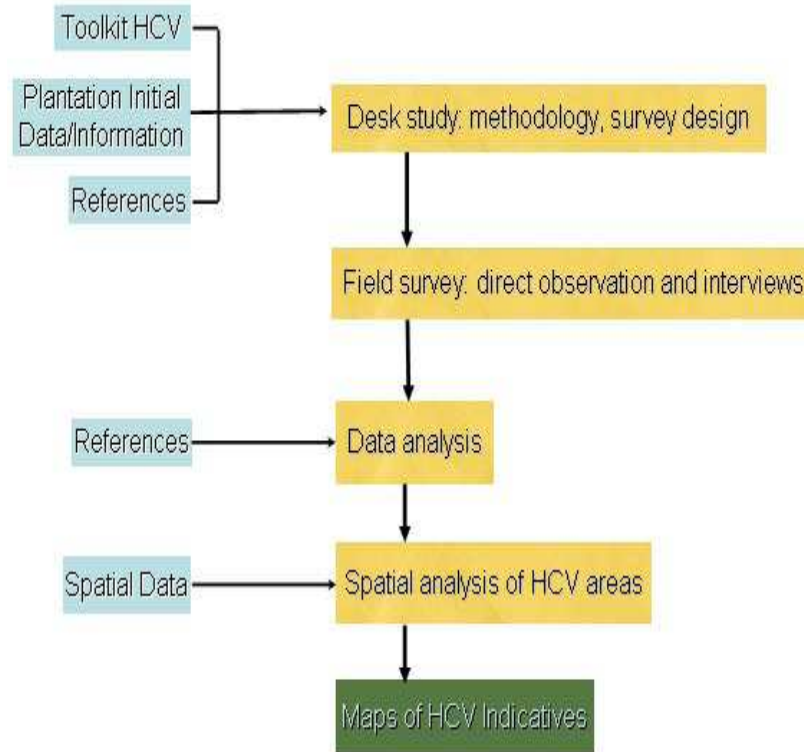 Toolkit HCV
Plantation Initial
Data/Information
References
Desk study: methodology, survey design
Field survey: direct observation and interviews
References
Data analysis
Spatial Data
Spatial analysis of HCV areas
Maps of HCV Indicatives